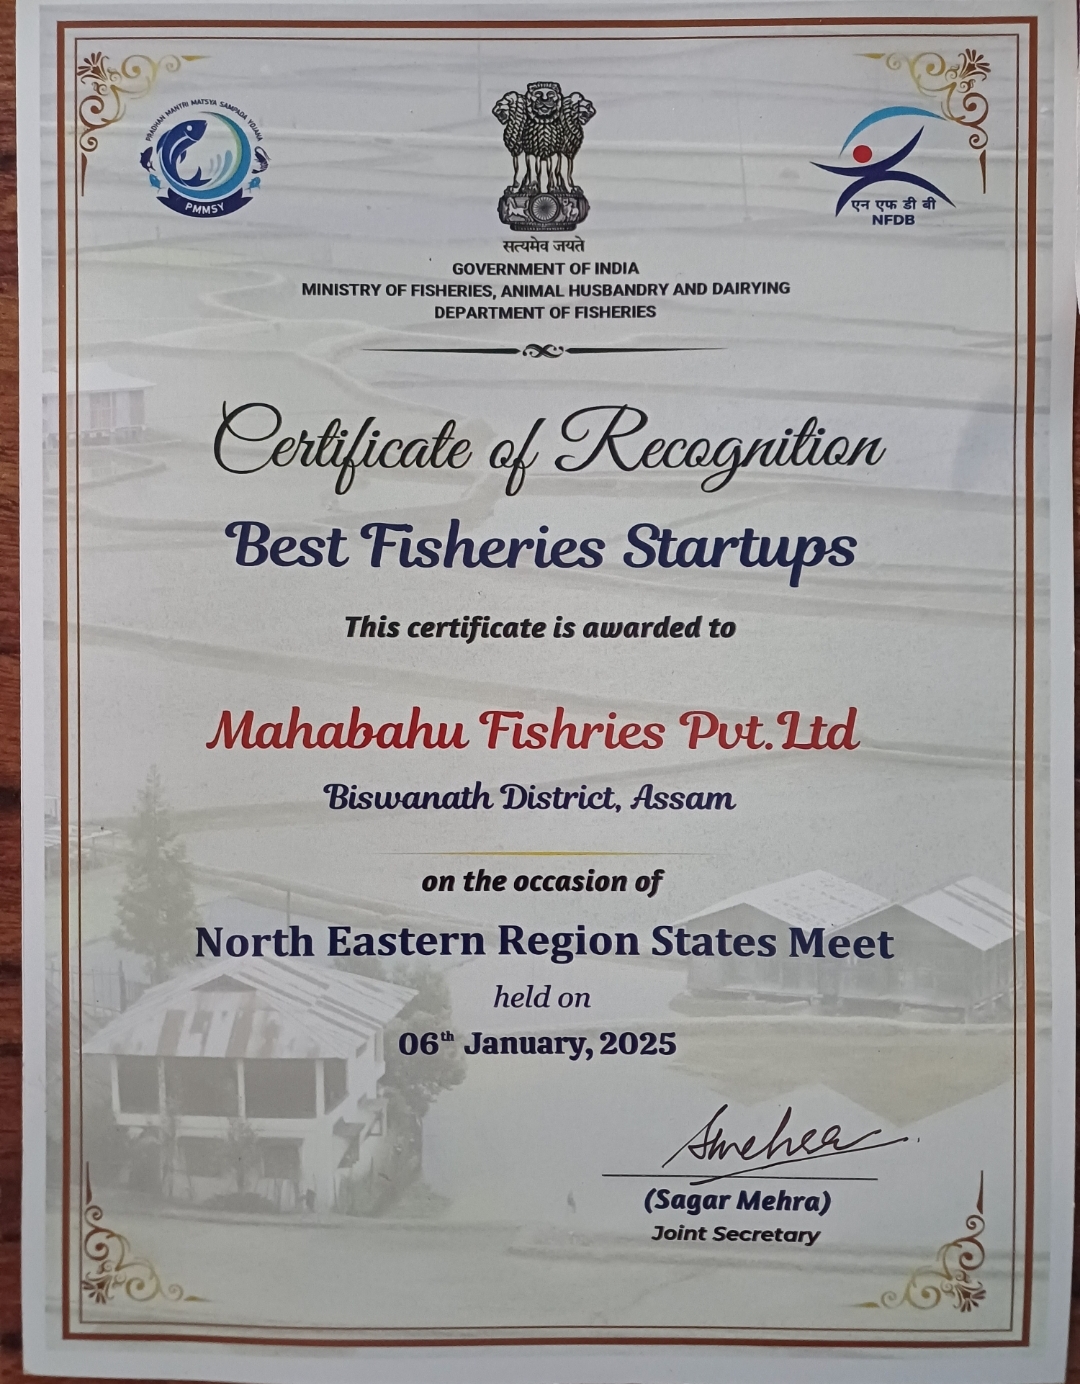 PRADHAN MANTRI MATSYA SAMPADA YOJANA
PMMSY
सत्यमेव जयते
एन एफ डी बी
NFDB
GOVERNMENT OF INDIA
MINISTRY OF FISHERIES, ANIMAL HUSBANDRY AND DAIRYING
DEPARTMENT OF FISHERIES
Certificate of Recognition
Best Fisheries Startups
This certificate is awarded to
Mahabahu Fishries Pvt.Ltd
Biswanath District, Assam
on the occasion of
North Eastern Region States Meet
held on
06th January, 2025
(Sagar Mehra)
Joint Secretary